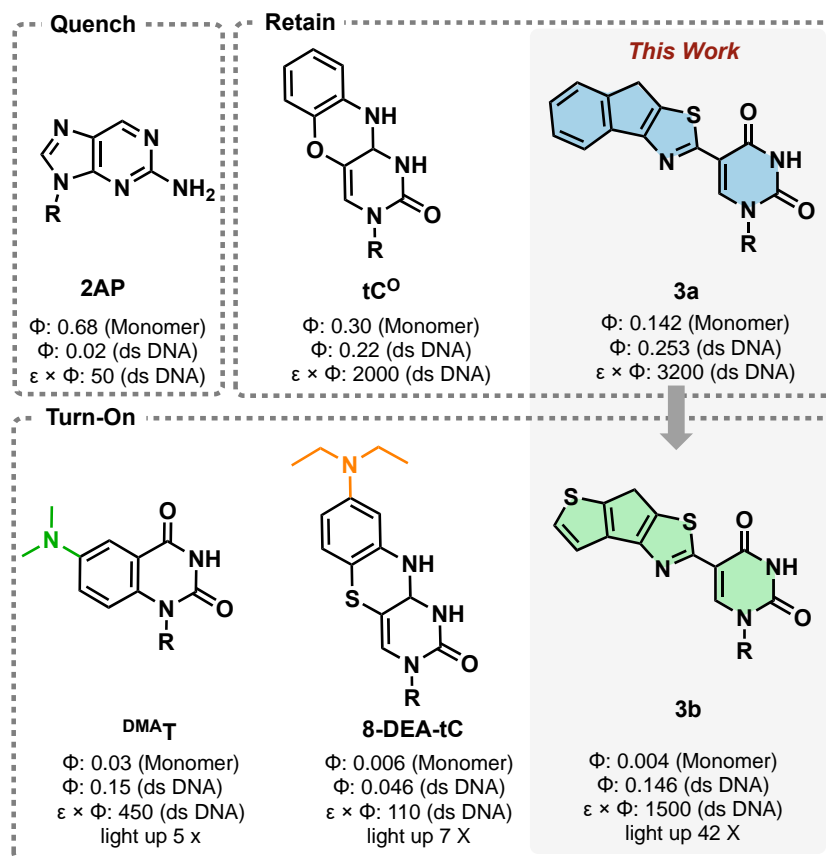 Quench
Retain
This Work
N
N
N
N
NH2
R
2AP
Φ: 0.68 (Monomer)
Φ: 0.02 (ds DNA)
ε × Φ: 50 (ds DNA)
NH
O
NH
N
O
R
tCO
Φ: 0.30 (Monomer)
Φ: 0.22 (ds DNA)
ε × Φ: 2000 (ds DNA)
S
O
N
NH
N
O
R
3a
Φ: 0.142 (Monomer)
Φ: 0.253 (ds DNA)
ε × Φ: 3200 (ds DNA)
Turn-On
N
O
NH
N
O
R
DMAT
Φ: 0.03 (Monomer)
Φ: 0.15 (ds DNA)
ε × Φ: 450 (ds DNA)
light up 5 x
N
NH
S
NH
N
O
R
8-DEA-tC
Φ: 0.006 (Monomer)
Φ: 0.046 (ds DNA)
ε × Φ: 110 (ds DNA)
light up 7 X
S
S
O
N
NH
N
O
R
3b
Φ: 0.004 (Monomer)
Φ: 0.146 (ds DNA)
ε × Φ: 1500 (ds DNA)
light up 42 X